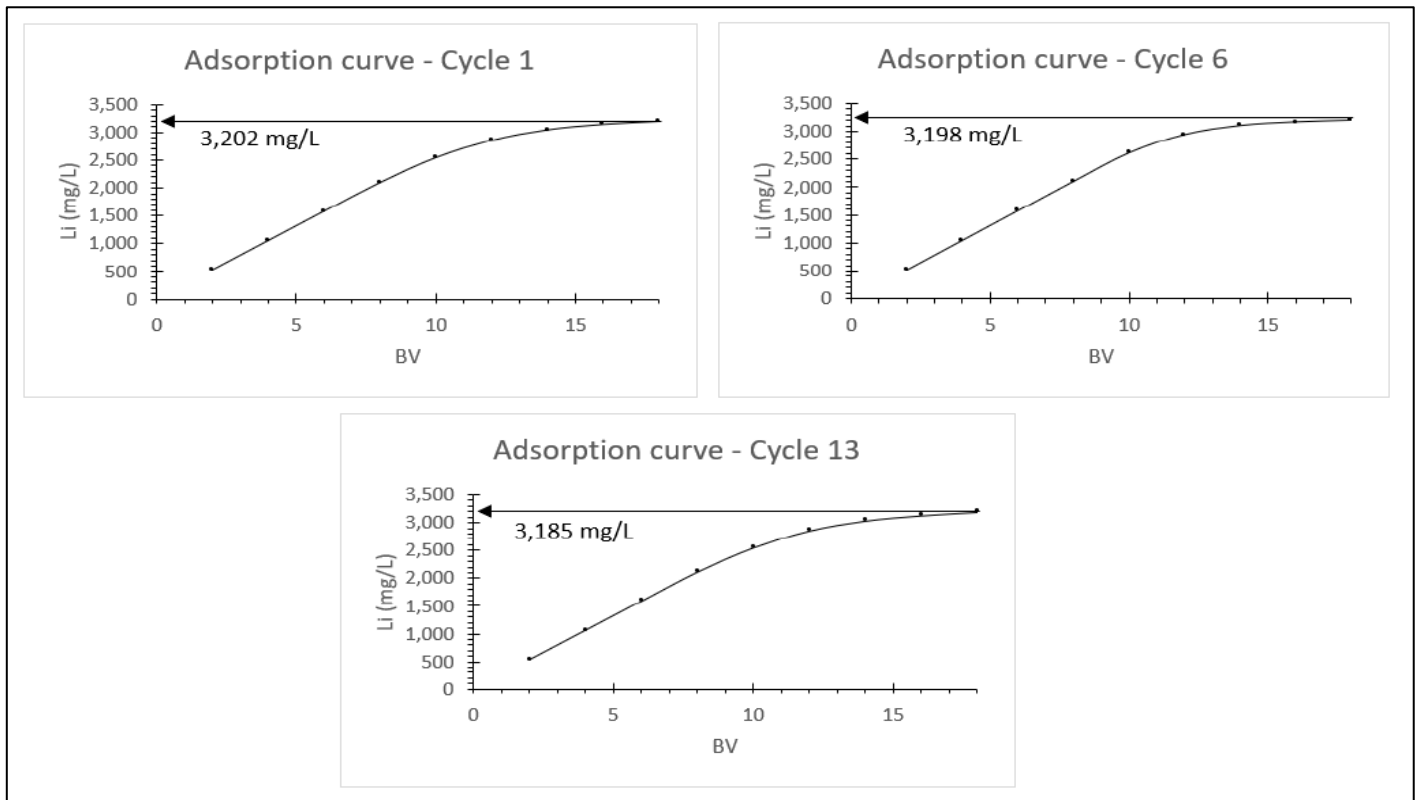 Adsorption curve - Cycle 1
3,500
3,000
2,500
2,000
1,500
1,000
500
0
Li (mg/L)
3,202 mg/L
0 5 10 15
BV
Adsorption curve - Cycle 6
3,500
3,000
2,500
2,000
1,500
1,000
500
0
Li (mg/L)
3,198 mg/L
0 5 10 15
BV
Adsorption curve - Cycle 13
3,500
3,000
2,500
2,000
1,500
1,000
500
0
Li (mg/L)
3,185 mg/L
0 5 10 15
BV